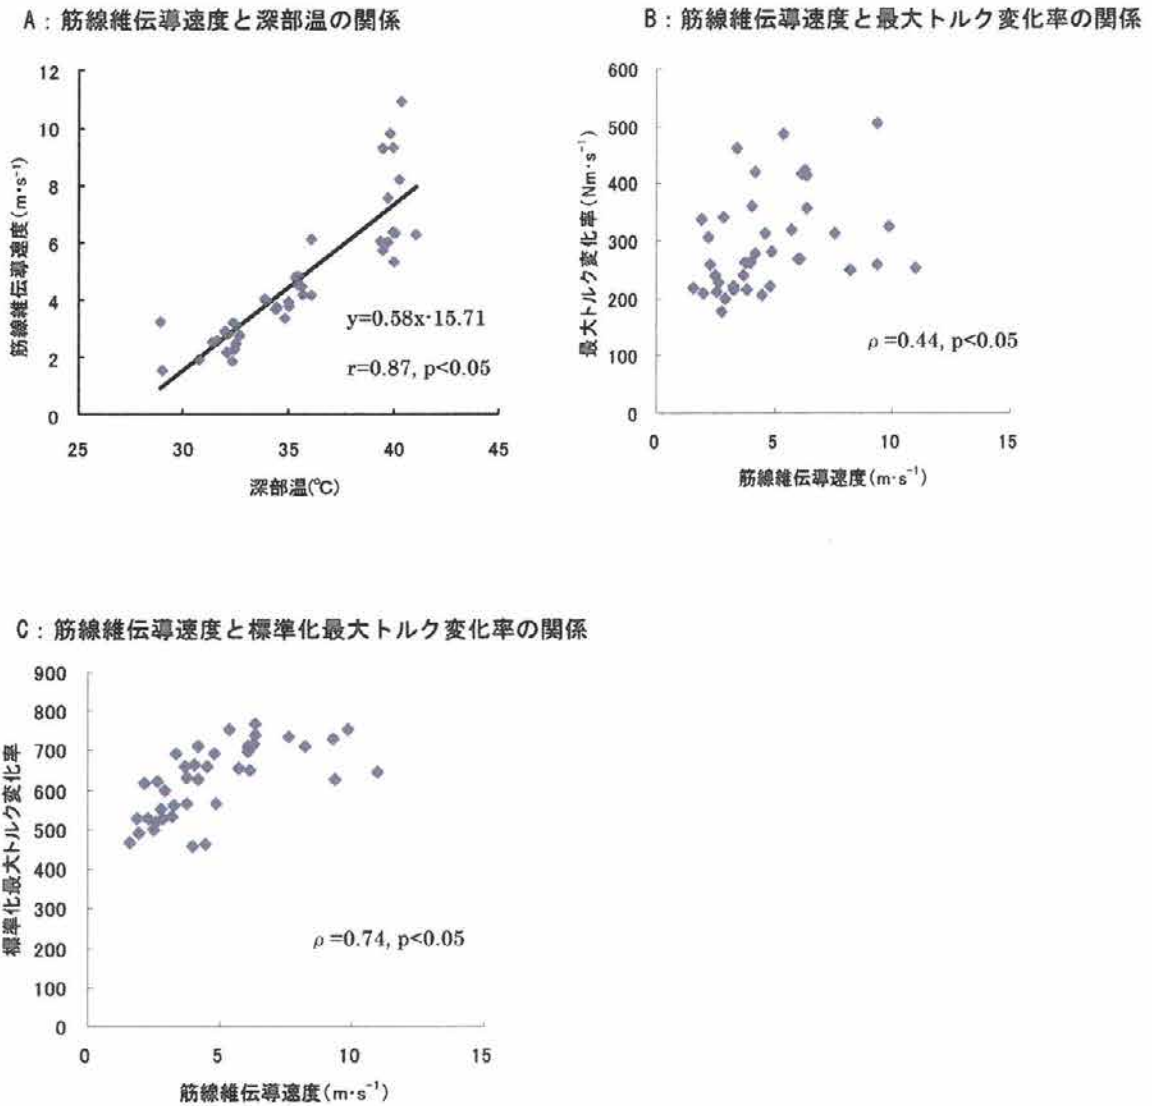 A：筋線維伝導速度と深部温の関係
12
10
8
6
4
2
0
25
30
35
40
45
筋線維伝導速度(m·s⁻¹)
深部温(℃)
y=0.58x-15.71
r=0.87, p<0.05
B：筋線維伝導速度と最大トルク変化率の関係
600
500
400
300
200
100
0
0
5
10
15
最大トルク変化率(Nm·s⁻¹)
筋線維伝導速度(m·s⁻¹)
ρ=0.44, p<0.05
C：筋線維伝導速度と標準化最大トルク変化率の関係
900
800
700
600
500
400
300
200
100
0
0
5
10
15
標準化最大トルク変化率
筋線維伝導速度(m·s⁻¹)
ρ=0.74, p<0.05